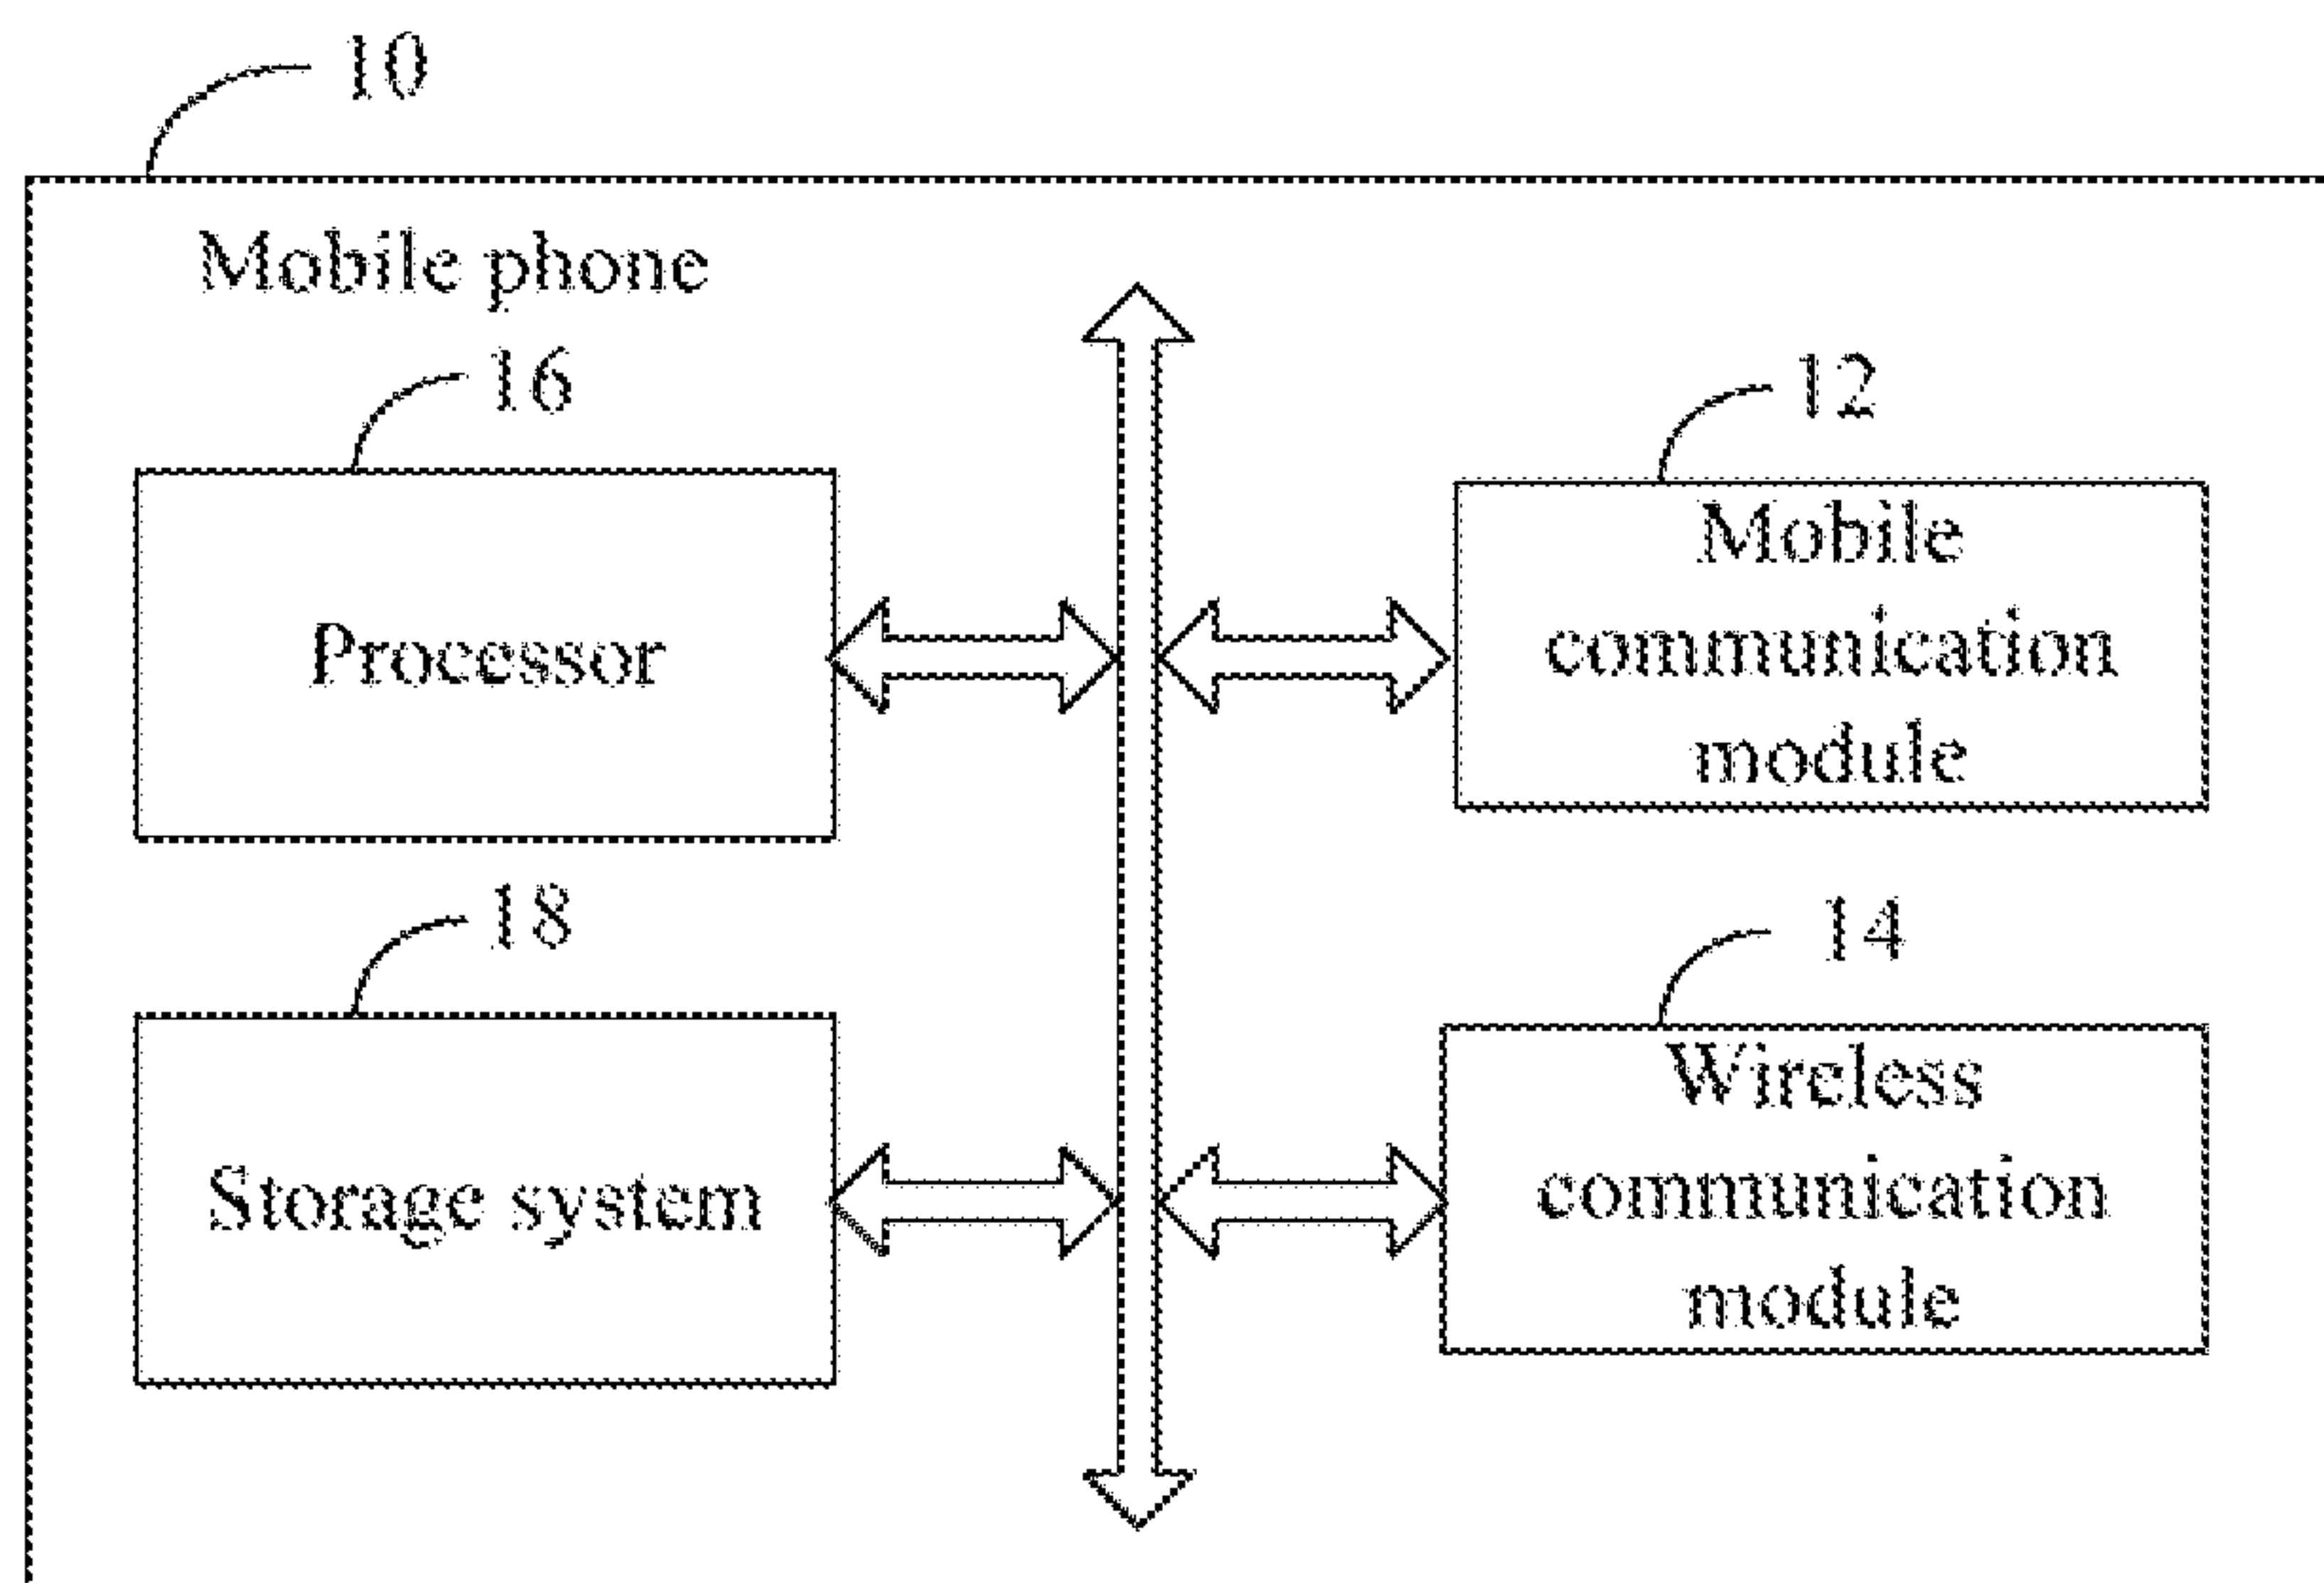 10
Mobile phone
16
12
Processor
Mobile
communication
module
18
14
Storage system
Wireless
communication
module